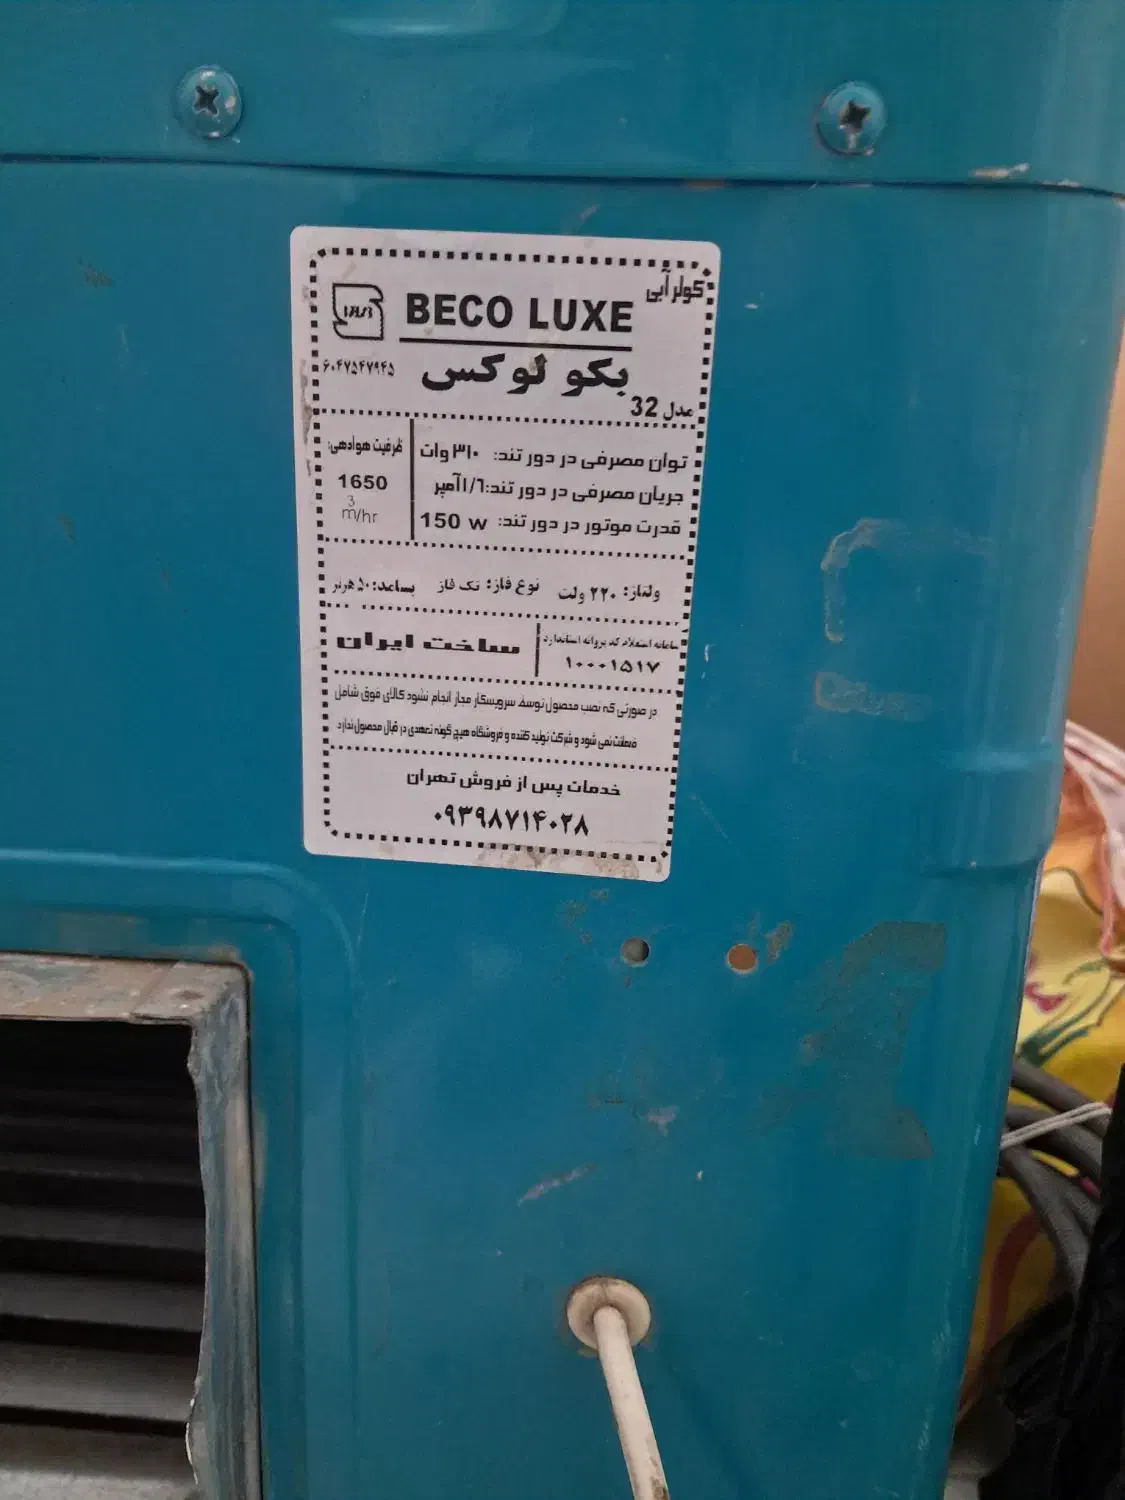 کولر آبی
BECO LUXE
بکو لوکس
۶۰۴۷۵۴۷۹۴۵
مدل 32
توان مصرفی در دور تند: ۳۱۰ وات
جریان مصرفی در دور تند: ۱/۶ آمپر
قدرت موتور در دور تند: 150 w
ظرفیت هوادهی:
1650
m³/hr
ولتاژ: ۲۲۰ ولت نوع فاز: تک فاز بسامد: ۵۰ هرتز
سامانه استعلام کد پروانه استاندارد
۱۰۰۰۱۵۱۷
ساخت ایران
در صورتی که نصب محصول توسط سرویسکار مجاز انجام نشود کالای فوق شامل
ضمانت نمی شود و شرکت تولید کننده و فروشگاه هیچ گونه تعهدی در قبال محصول ندارد
خدمات پس از فروش تهران
۰۹۳۹۸۷۱۴۰۲۸